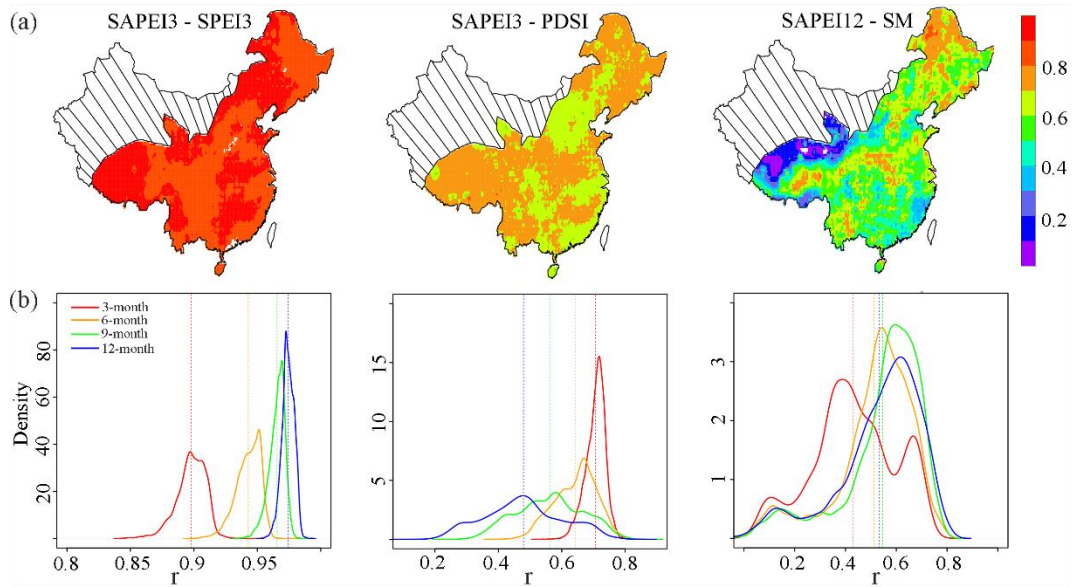 (a)
SAPEI3 - SPEI3
SAPEI3 - PDSI
SAPEI12 - SM
0.8
0.6
0.4
0.2
(b)
3-month
6-month
9-month
12-month
Density
20 40 60 80
0.8 0.9 0.95
r
5 10 15
0.2 0.4 0.6 0.8
r
1 2 3
0 0.2 0.4 0.6 0.8
r